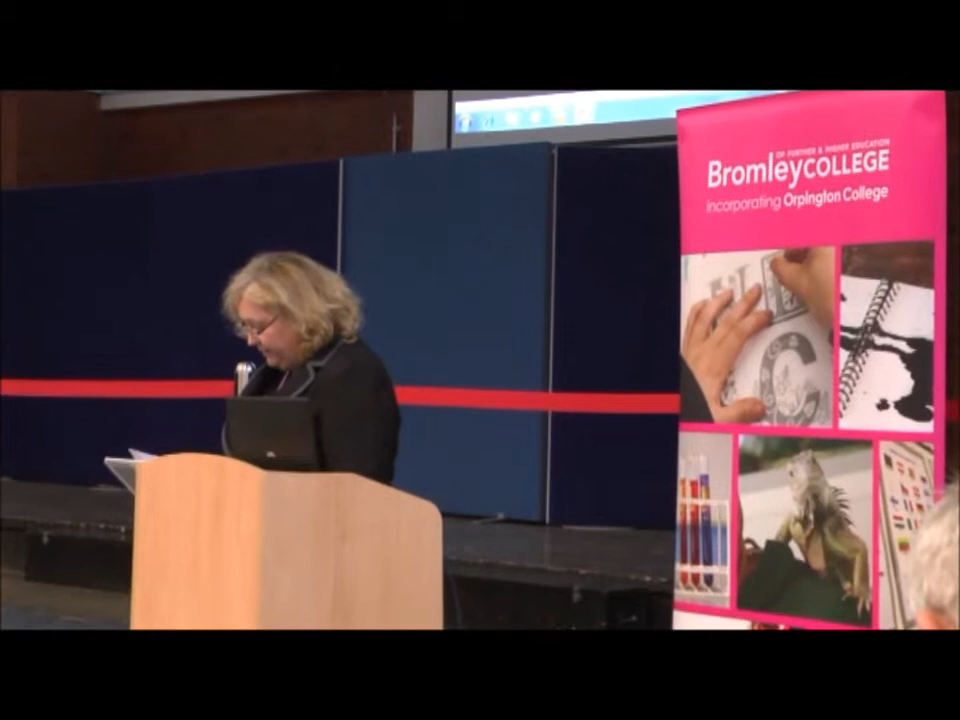 OF FURTHER & HIGHER EDUCATION
BromleyCOLLEGE
incorporating Orpington College
C